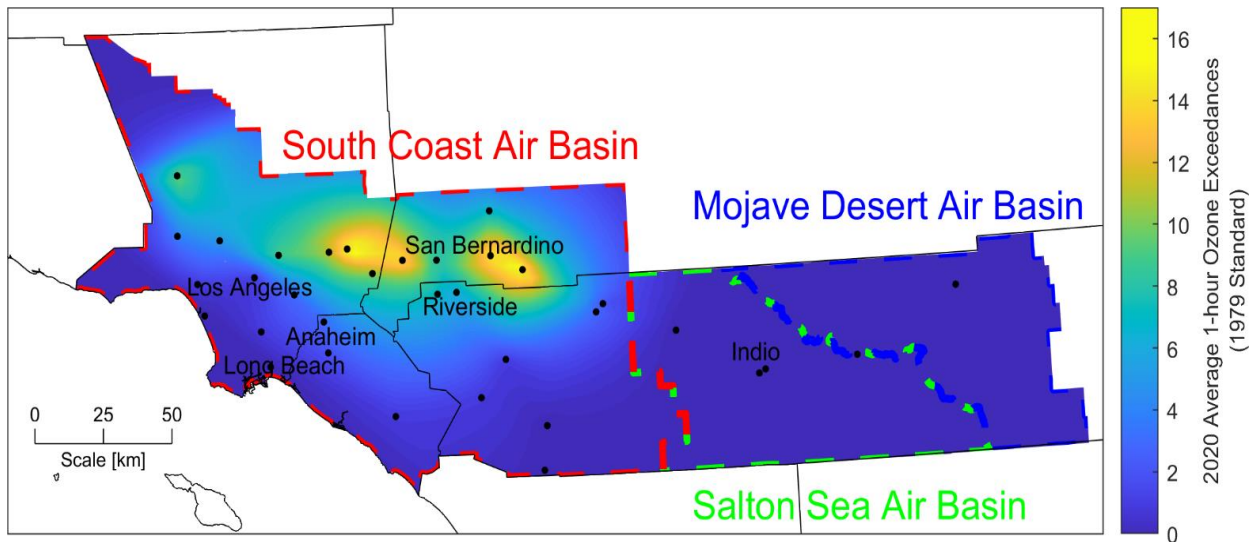 South Coast Air Basin
Mojave Desert Air Basin
San Bernardino
Los Angeles
Riverside
Anaheim
Indio
Long Beach
0 25 50
Scale [km]
Salton Sea Air Basin
16
14
12
10
8
6
4
2
0
2020 Average 1-hour Ozone Exceedances
(1979 Standard)